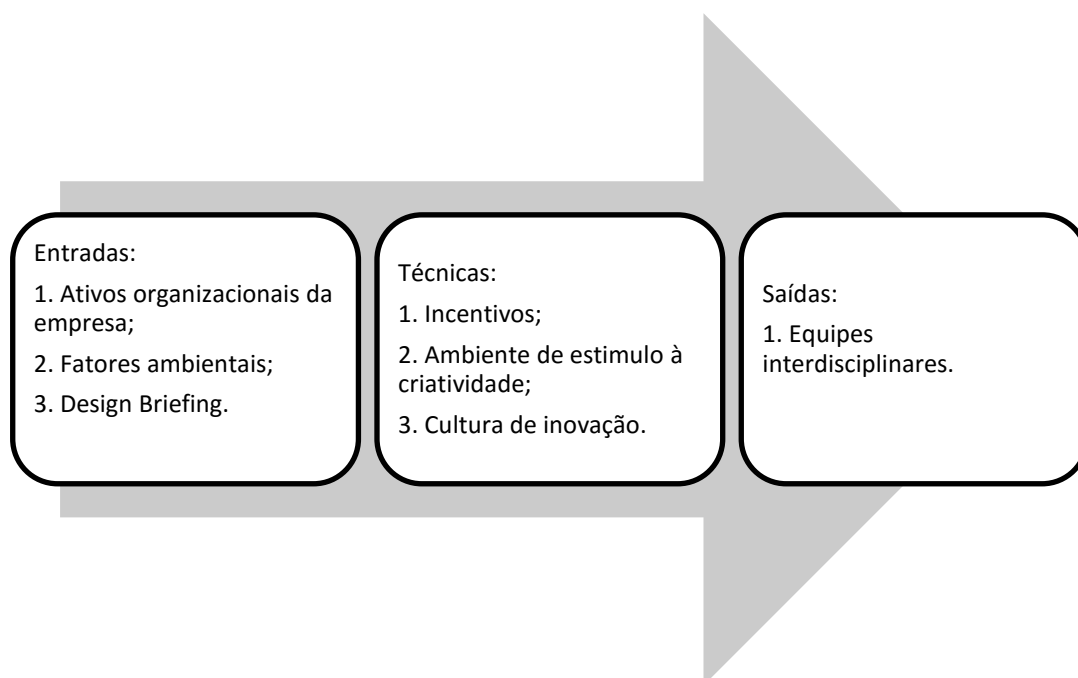 Entradas:
1. Ativos organizacionais da
empresa;
2. Fatores ambientais;
3. Design Briefing.
Técnicas:
1. Incentivos;
2. Ambiente de estimulo à
criatividade;
3. Cultura de inovação.
Saídas:
1. Equipes
interdisciplinares.